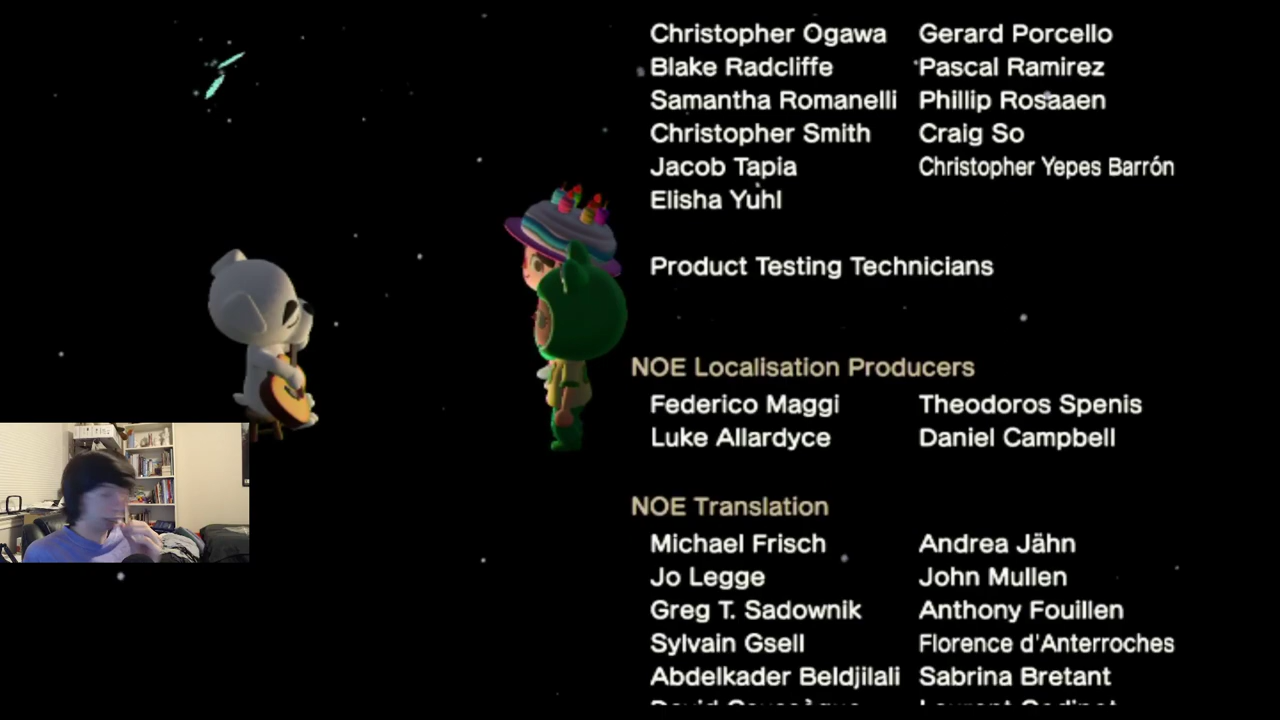 Christopher Ogawa Gerard Porcello
Blake Radcliffe Pascal Ramirez
Samantha Romanelli Phillip Rosaaen
Christopher Smith Craig So
Jacob Tapia Christopher Yepes Barrón
Elisha Yuhl
Product Testing Technicians
NOE Localisation Producers
Federico Maggi Theodoros Spenis
Luke Allardyce Daniel Campbell
NOE Translation
Michael Frisch Andrea Jähn
Jo Legge John Mullen
Greg T. Sadownik Anthony Fouillen
Sylvain Gsell Florence d'Anterroches
Abdelkader Beldjilali Sabrina Bretant